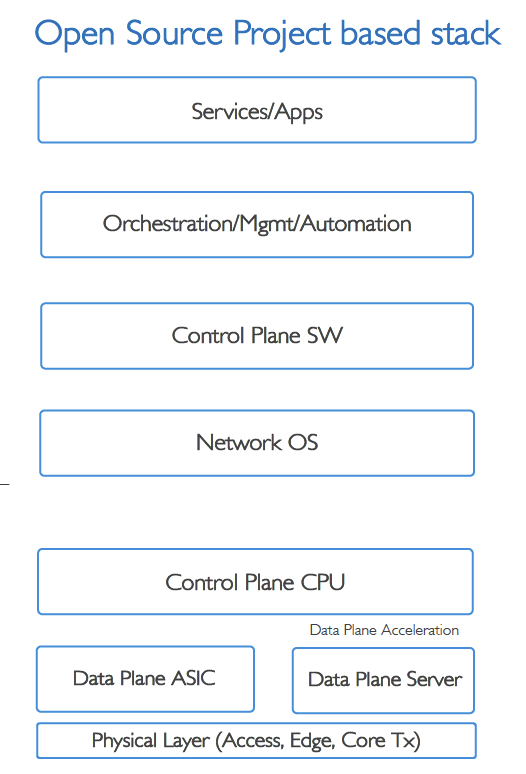 Open Source Project based stack
Services/Apps
Orchestration/Mgmt/Automation
Control Plane SW
Network OS
Control Plane CPU
Data Plane Acceleration
Data Plane ASIC
Data Plane Server
Physical Layer (Access, Edge, Core Tx)